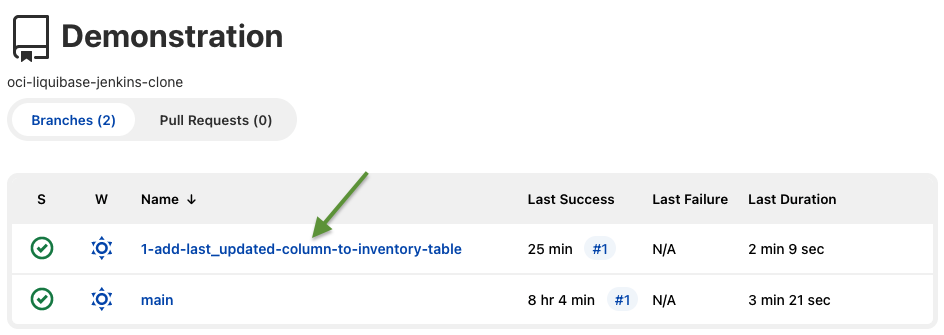 Demonstration
oci-liquibase-jenkins-clone
Branches (2) Pull Requests (0)
S W Name ↓ Last Success Last Failure Last Duration
1-add-last_updated-column-to-inventory-table 25 min #1 N/A 2 min 9 sec
main 8 hr 4 min #1 N/A 3 min 21 sec